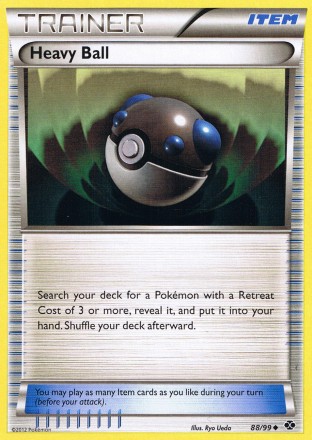 TRAINER
ITEM
Heavy Ball
Search your deck for a Pokémon with a Retreat
Cost of 3 or more, reveal it, and put it into
your hand. Shuffle your deck afterward.
You may play as many Item cards as you like during your turn
(before your attack).
©2012 Pokémon
Illus. Ryo Ueda
88/99